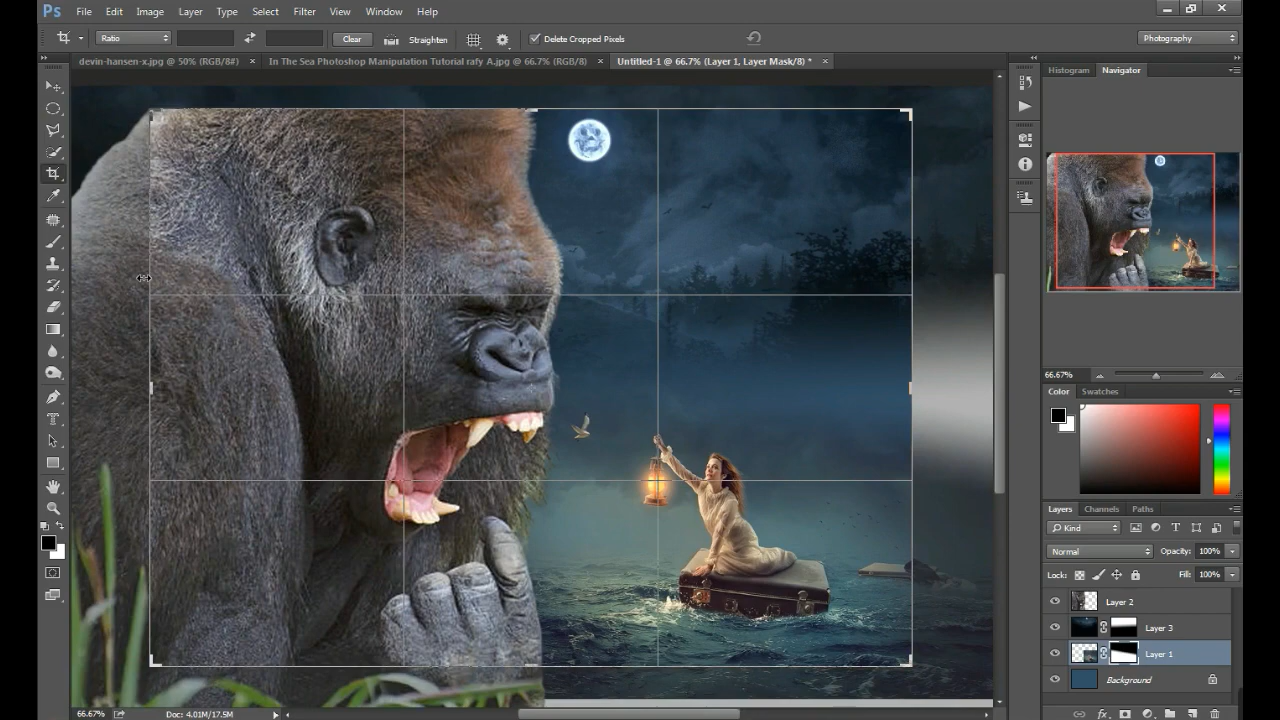 Ps File Edit Image Layer Type Select Filter View Window Help
Ratio Clear Straighten Delete Cropped Pixels Photography
devin-hansen-x.jpg @ 50% (RGB/8#) × In The Sea Photoshop Manipulation Tutorial rafy A.jpg @ 66.7% (RGB/8) × Untitled-1 @ 66.7% (Layer 1, Layer Mask/8) * ×
Histogram Navigator
66.67%
Color Swatches
Layers Channels Paths
Kind T
Normal Opacity: 100%
Lock: Fill: 100%
Layer 2
Layer 3
Layer 1
Background
fx
66.67% Doc: 4.01M/17.5M